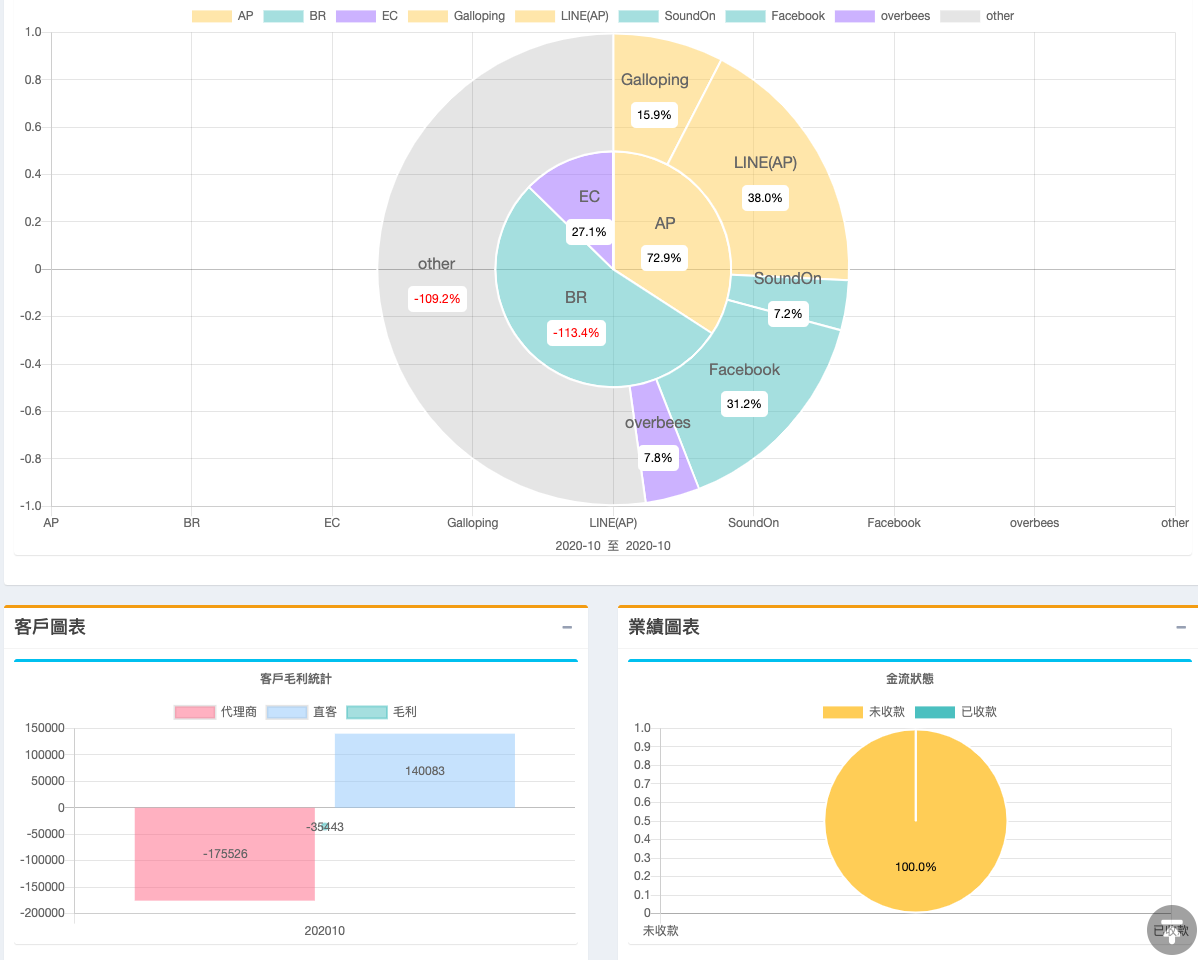 AP BR EC Galloping LINE(AP) SoundOn Facebook overbees other
1.0
0.8
0.6
0.4
0.2
0
-0.2
-0.4
-0.6
-0.8
-1.0
Galloping
15.9%
LINE(AP)
38.0%
EC
27.1%
AP
72.9%
other
-109.2%
SoundOn
7.2%
BR
-113.4%
Facebook
31.2%
overbees
7.8%
AP BR EC Galloping LINE(AP) SoundOn Facebook overbees other
2020-10 至 2020-10
客戶圖表
客戶毛利統計
代理商 直客 毛利
150000
100000
50000
0
-50000
-100000
-150000
-200000
140083
-35443
-175526
202010
業績圖表
金流狀態
未收款 已收款
1.0
0.9
0.8
0.7
0.6
0.5
0.4
0.3
0.2
0.1
0
100.0%
未收款 已收款